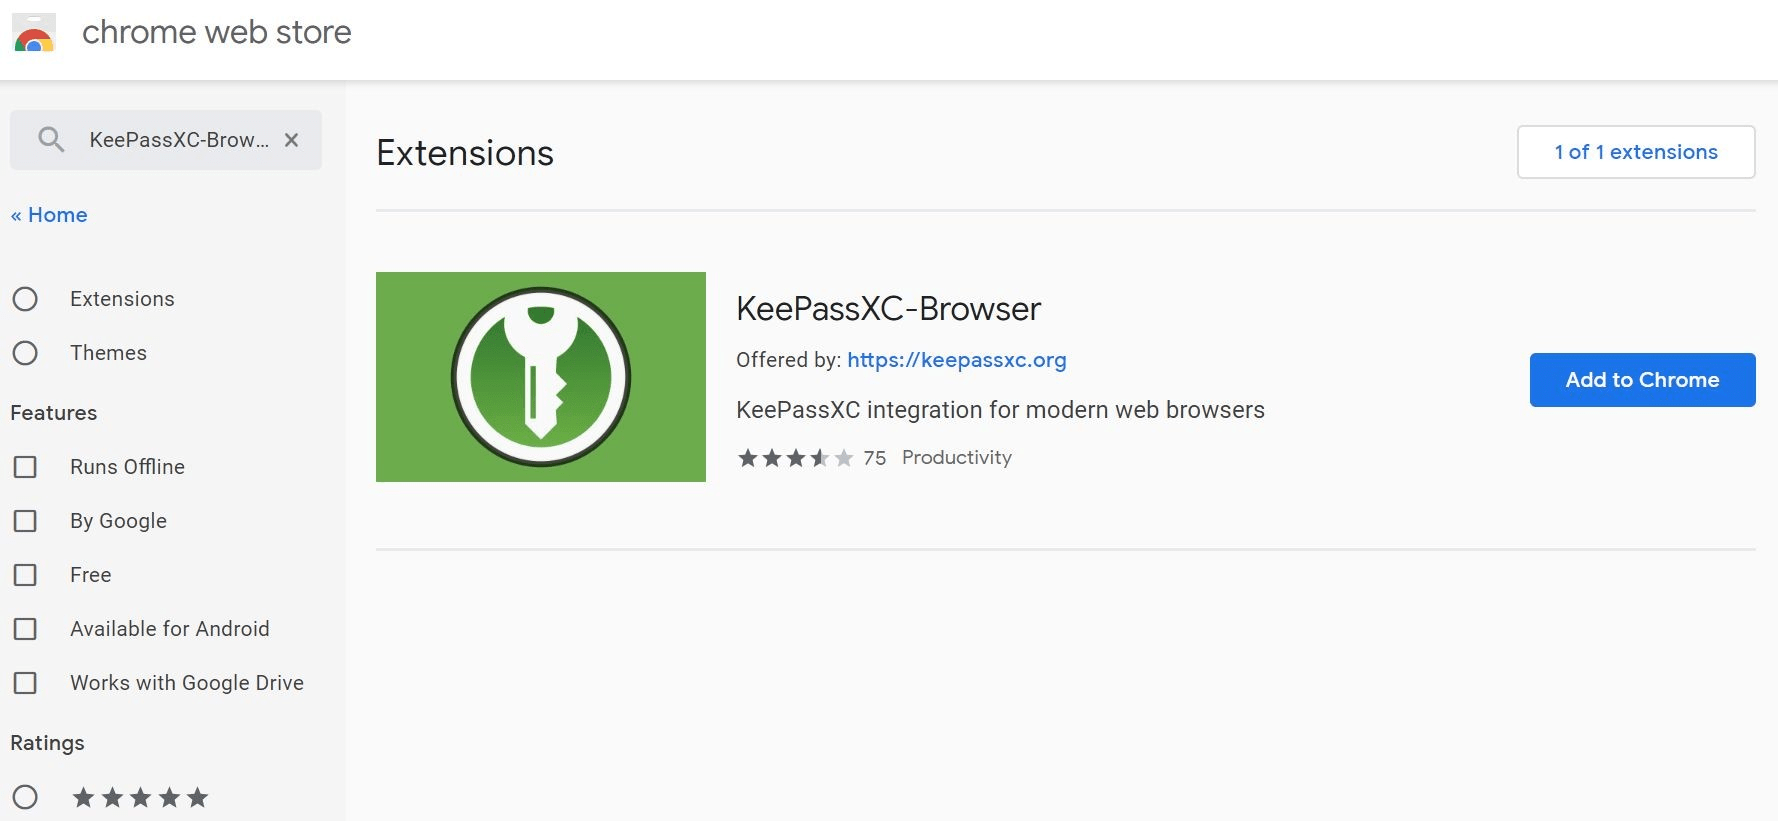 chrome web store
KeePassXC-Brow...
« Home
Extensions
Themes
Features
Runs Offline
By Google
Free
Available for Android
Works with Google Drive
Ratings
Extensions
1 of 1 extensions
KeePassXC-Browser
Offered by: https://keepassxc.org
KeePassXC integration for modern web browsers
75 Productivity
Add to Chrome